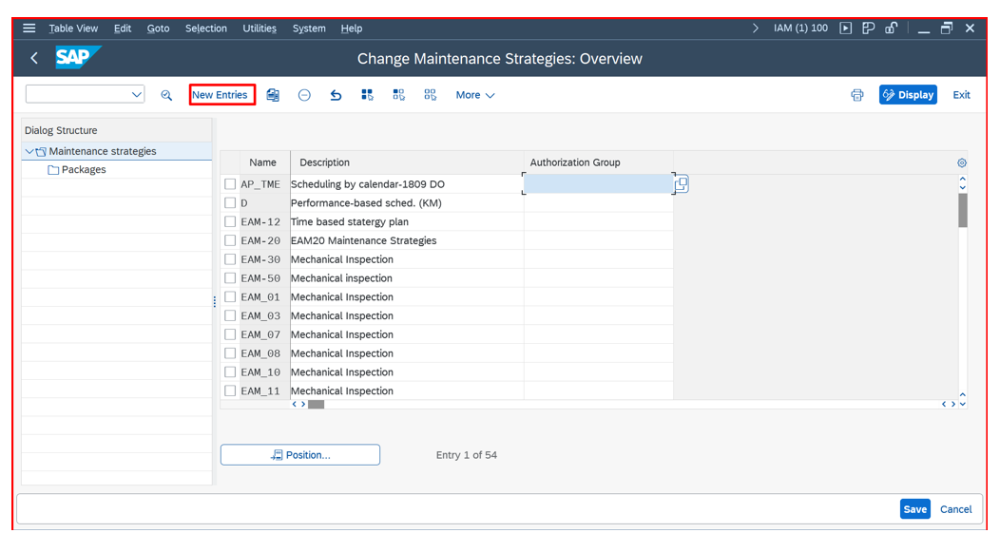 Table View Edit Goto Selection Utilities System Help IAM (1) 100
SAP Change Maintenance Strategies: Overview
New Entries More Display Exit
Dialog Structure
Maintenance strategies
Packages
Name Description Authorization Group
AP_TME Scheduling by calendar-1809 DO
D Performance-based sched. (KM)
EAM-12 Time based statergy plan
EAM-20 EAM20 Maintenance Strategies
EAM-30 Mechanical Inspection
EAM-50 Mechanical inspection
EAM_01 Mechanical Inspection
EAM_03 Mechanical Inspection
EAM_07 Mechanical Inspection
EAM_08 Mechanical Inspection
EAM_10 Mechanical Inspection
EAM_11 Mechanical Inspection
Position... Entry 1 of 54
Save Cancel